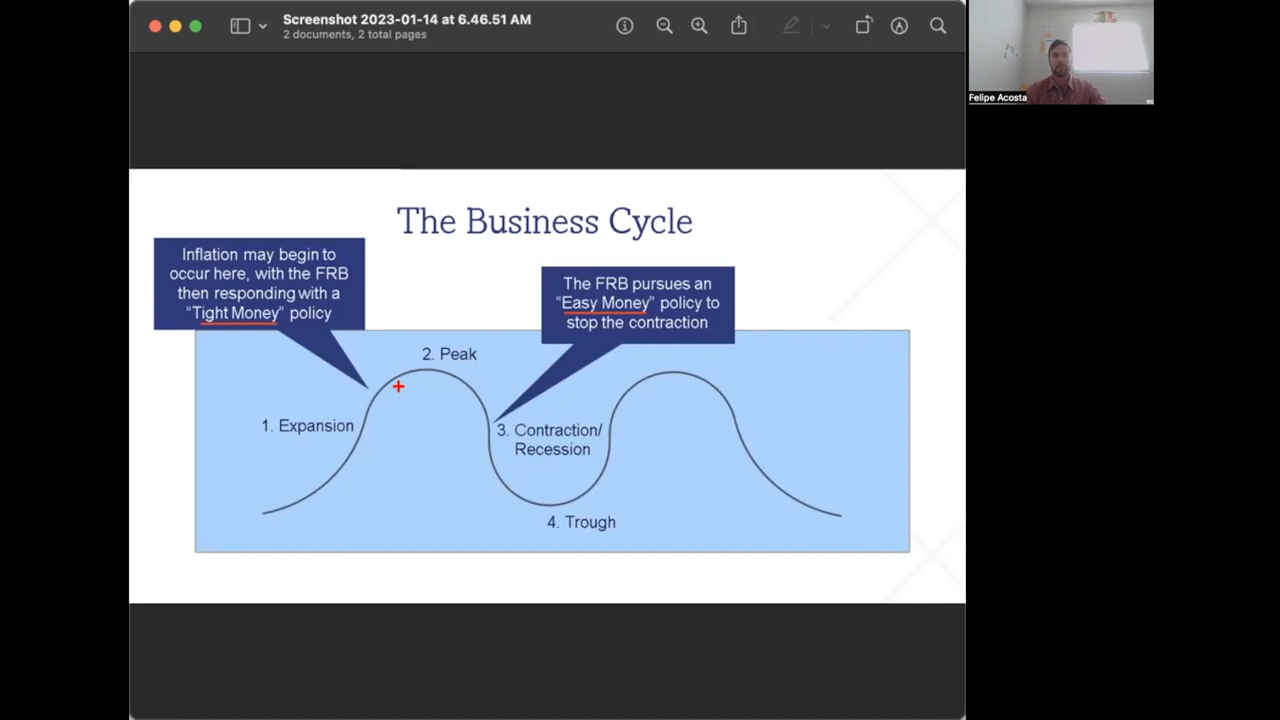 Screenshot 2023-01-14 at 6.46.51 AM
2 documents, 2 total pages
Felipe Acosta
The Business Cycle
Inflation may begin to
occur here, with the FRB
then responding with a
“Tight Money” policy
The FRB pursues an
“Easy Money” policy to
stop the contraction
2. Peak
1. Expansion
3. Contraction/
Recession
4. Trough